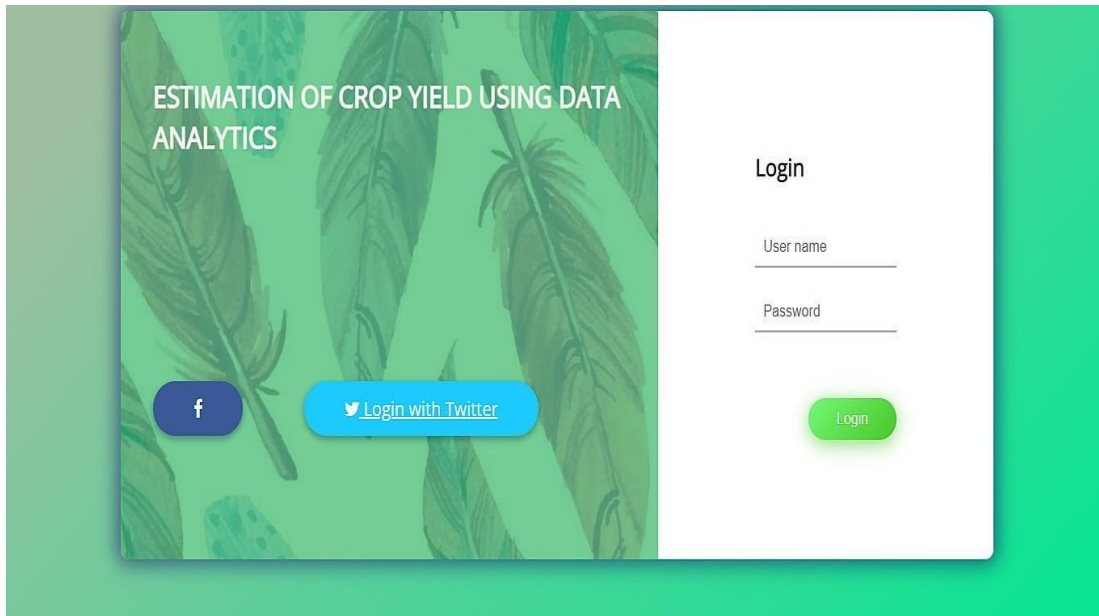 ESTIMATION OF CROP YIELD USING DATA
ANALYTICS
Login
User name
Password
f
Login with Twitter
Login